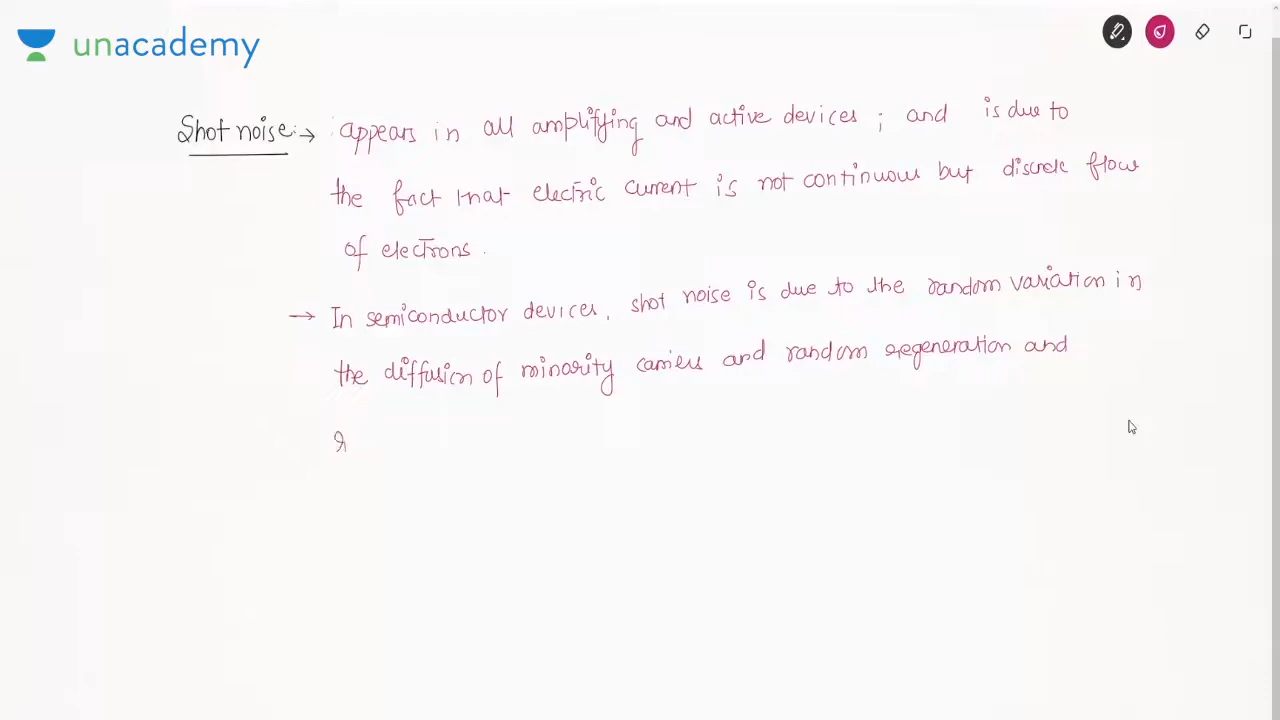 unacademy
Shot noise :→ appears in all amplifying and active devices ; and is due to
the fact that electric current is not continuous but discrete flow
of electrons.
→ In semiconductor devices, shot noise is due to the random variation in
the diffusion of minority carriers and random regeneration and
r